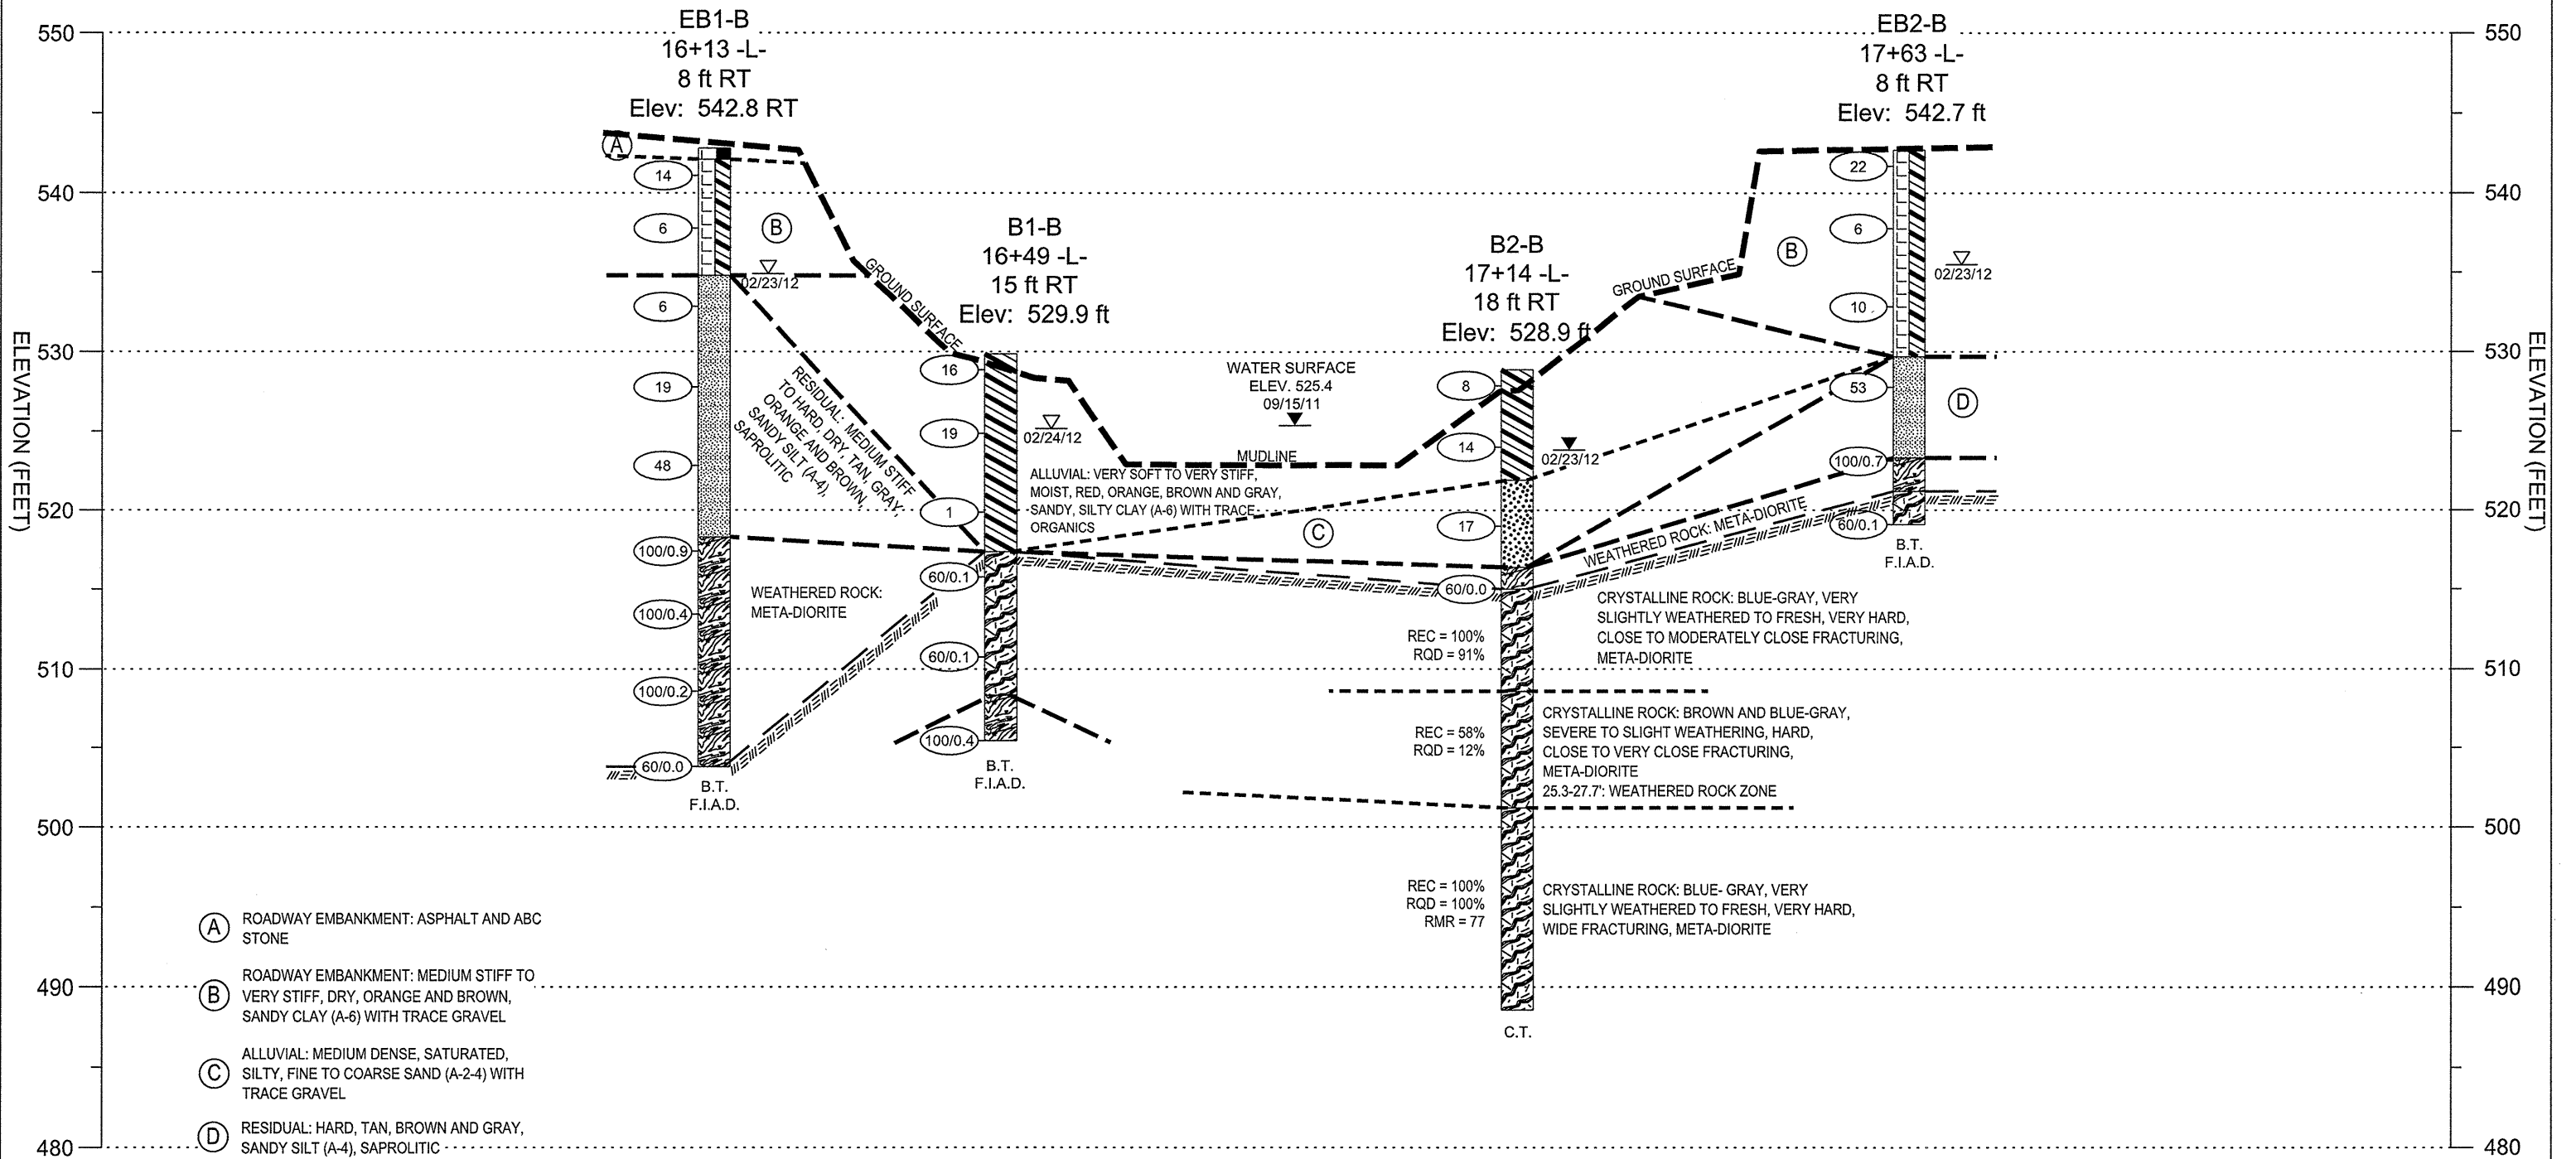 EB1-B
16+13 -L-
8 ft RT
Elev: 542.8 RT
EB2-B
17+63 -L-
8 ft RT
Elev: 542.7 ft
B1-B
16+49 -L-
15 ft RT
Elev: 529.9 ft
B2-B
17+14 -L-
18 ft RT
Elev: 528.9 ft
ELEVATION (FEET)
550
540
530
520
510
500
490
480
A
14
6
6
19
48
100/0.9
100/0.4
100/0.2
60/0.0
B.T.
F.I.A.D.
B
02/23/12
GROUND SURFACE
RESIDUAL: MEDIUM STIFF
TO HARD, DRY, TAN, GRAY,
ORANGE AND BROWN,
SANDY SILT (A-4),
SAPROLITIC
WEATHERED ROCK:
META-DIORITE
16
19
1
60/0.1
60/0.1
100/0.4
B.T.
F.I.A.D.
02/24/12
WATER SURFACE
ELEV. 525.4
09/15/11
MUDLINE
ALLUVIAL: VERY SOFT TO VERY STIFF,
MOIST, RED, ORANGE, BROWN AND GRAY,
SANDY, SILTY CLAY (A-6) WITH TRACE
ORGANICS
C
8
14
17
60/0.0
REC = 100%
RQD = 91%
REC = 58%
RQD = 12%
REC = 100%
RQD = 100%
RMR = 77
C.T.
02/23/12
GROUND SURFACE
B
WEATHERED ROCK: META-DIORITE
CRYSTALLINE ROCK: BLUE-GRAY, VERY
SLIGHTLY WEATHERED TO FRESH, VERY HARD,
CLOSE TO MODERATELY CLOSE FRACTURING,
META-DIORITE
CRYSTALLINE ROCK: BROWN AND BLUE-GRAY,
SEVERE TO SLIGHT WEATHERING, HARD,
CLOSE TO VERY CLOSE FRACTURING,
META-DIORITE
25.3-27.7': WEATHERED ROCK ZONE
CRYSTALLINE ROCK: BLUE- GRAY, VERY
SLIGHTLY WEATHERED TO FRESH, VERY HARD,
WIDE FRACTURING, META-DIORITE
22
6
10
53
100/0.7
60/0.1
B.T.
F.I.A.D.
02/23/12
D
550
540
530
520
510
500
490
480
ELEVATION (FEET)
A
ROADWAY EMBANKMENT: ASPHALT AND ABC
STONE
B
ROADWAY EMBANKMENT: MEDIUM STIFF TO
VERY STIFF, DRY, ORANGE AND BROWN,
SANDY CLAY (A-6) WITH TRACE GRAVEL
C
ALLUVIAL: MEDIUM DENSE, SATURATED,
SILTY, FINE TO COARSE SAND (A-2-4) WITH
TRACE GRAVEL
D
RESIDUAL: HARD, TAN, BROWN AND GRAY,
SANDY SILT (A-4), SAPROLITIC